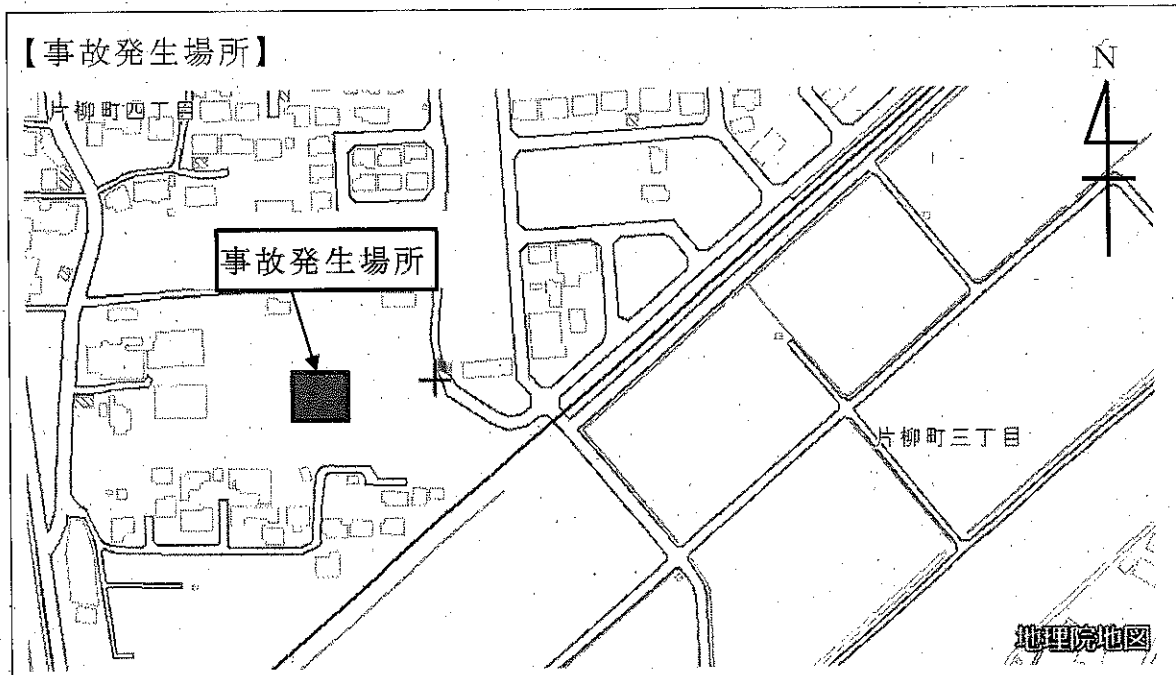 【事故発生場所】
N
片柳町四丁目
事故発生場所
片柳町三丁目
地理院地図